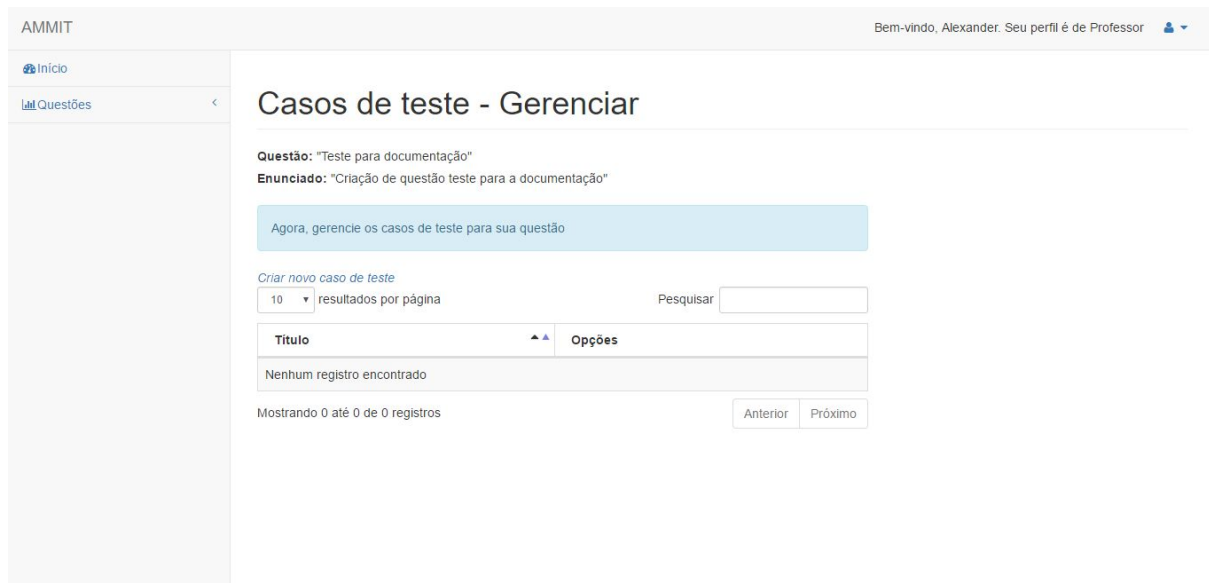 AMMIT
Bem-vindo, Alexander. Seu perfil é de Professor
Início
Questões
Casos de teste - Gerenciar
Questão: "Teste para documentação"
Enunciado: "Criação de questão teste para a documentação"
Agora, gerencie os casos de teste para sua questão
Criar novo caso de teste
10 resultados por página Pesquisar
Título Opções
Nenhum registro encontrado
Mostrando 0 até 0 de 0 registros Anterior Próximo